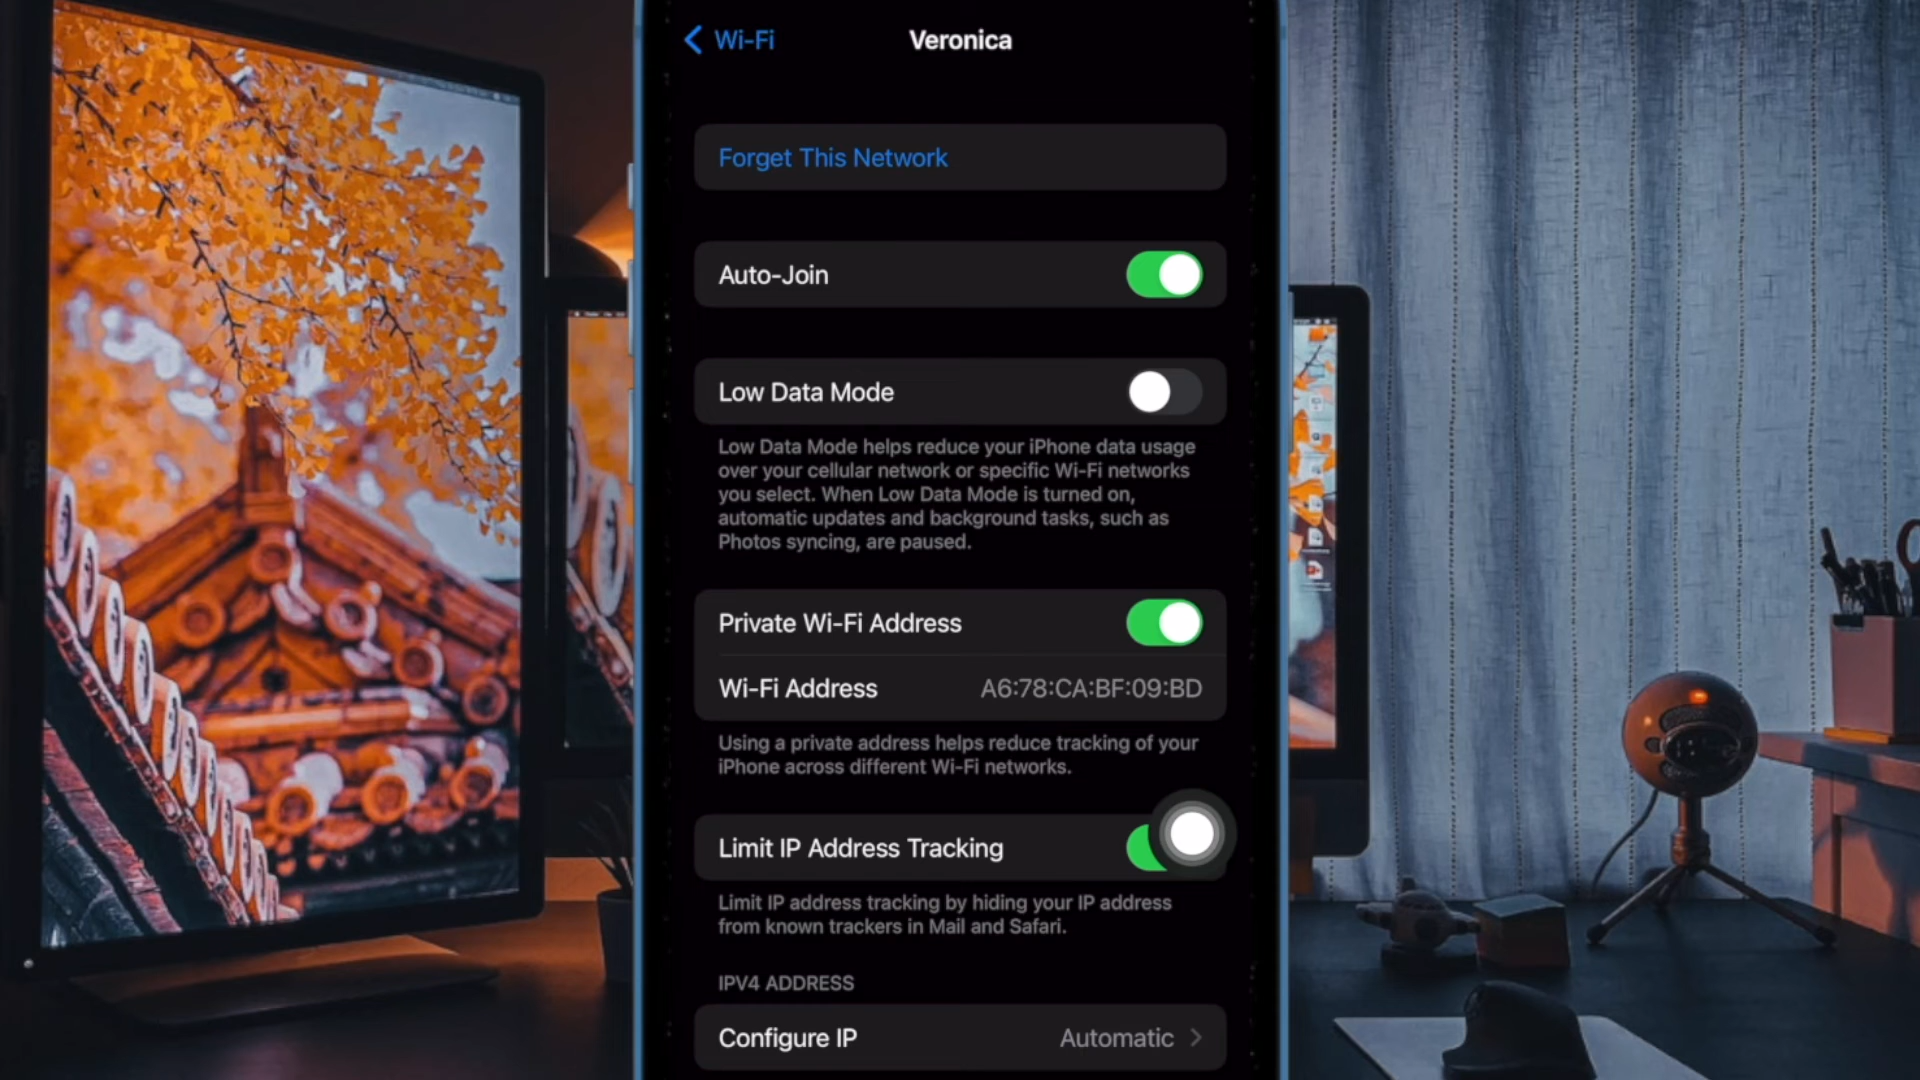 Wi-Fi
Veronica
Forget This Network
Auto-Join
Low Data Mode
Low Data Mode helps reduce your iPhone data usage
over your cellular network or specific Wi-Fi networks
you select. When Low Data Mode is turned on,
automatic updates and background tasks, such as
Photos syncing, are paused.
Private Wi-Fi Address
Wi-Fi Address A6:78:CA:BF:09:BD
Using a private address helps reduce tracking of your
iPhone across different Wi-Fi networks.
Limit IP Address Tracking
Limit IP address tracking by hiding your IP address
from known trackers in Mail and Safari.
IPV4 ADDRESS
Configure IP Automatic